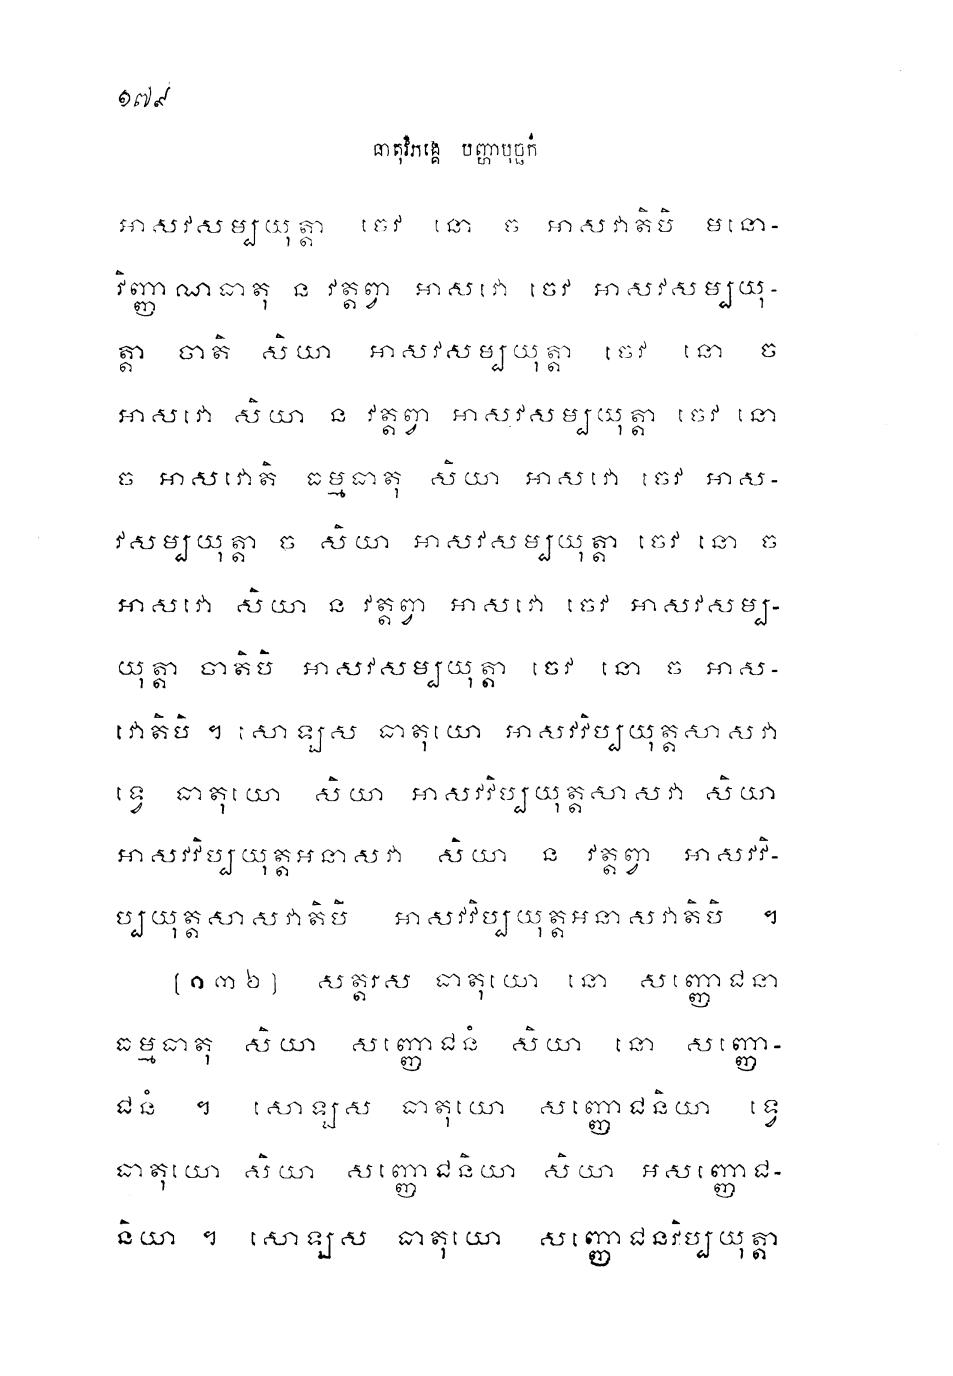 ១៧៩
ធាតុវិភង្គេ បញ្ហាបុច្ឆកំ
អាសវសម្បយុត្តា ចេវ នោ ច អាសវាតិបិ មនោ-
វិញ្ញាណធាតុ ន វត្តព្វា អាសវោ ចេវ អាសវសម្បយុ-
ត្តា ចាតិ សិយា អាសវសម្បយុត្តា ចេវ នោ ច
អាសវោ សិយា ន វត្តព្វា អាសវសម្បយុត្តា ចេវ នោ
ច អាសវោតិ ធម្មធាតុ សិយា អាសវោ ចេវ អាស-
វសម្បយុត្តា ច សិយា អាសវសម្បយុត្តា ចេវ នោ ច
អាសវោ សិយា ន វត្តព្វា អាសវោ ចេវ អាសវសម្ប-
យុត្តា ចាតិបិ អាសវសម្បយុត្តា ចេវ នោ ច អាស-
វោតិបិ ។ សោឡស ធាតុយោ អាសវវិប្បយុត្តសាសវា
ទ្វេ ធាតុយោ សិយា អាសវវិប្បយុត្តសាសវា សិយា
អាសវវិប្បយុត្តអនាសវា សិយា ន វត្តព្វា អាសវវិ-
ប្បយុត្តសាសវាតិបិ អាសវវិប្បយុត្តអនាសវាតិបិ ។
[១៣៦] សត្តរស ធាតុយោ នោ សញ្ញោជនា
ធម្មធាតុ សិយា សញ្ញោជនំ សិយា នោ សញ្ញោ-
ជនំ ។ សោឡស ធាតុយោ សញ្ញោជនិយា ទ្វេ
ធាតុយោ សិយា សញ្ញោជនិយា សិយា អសញ្ញោជ-
និយា ។ សោឡស ធាតុយោ សញ្ញោជនវិប្បយុត្តា